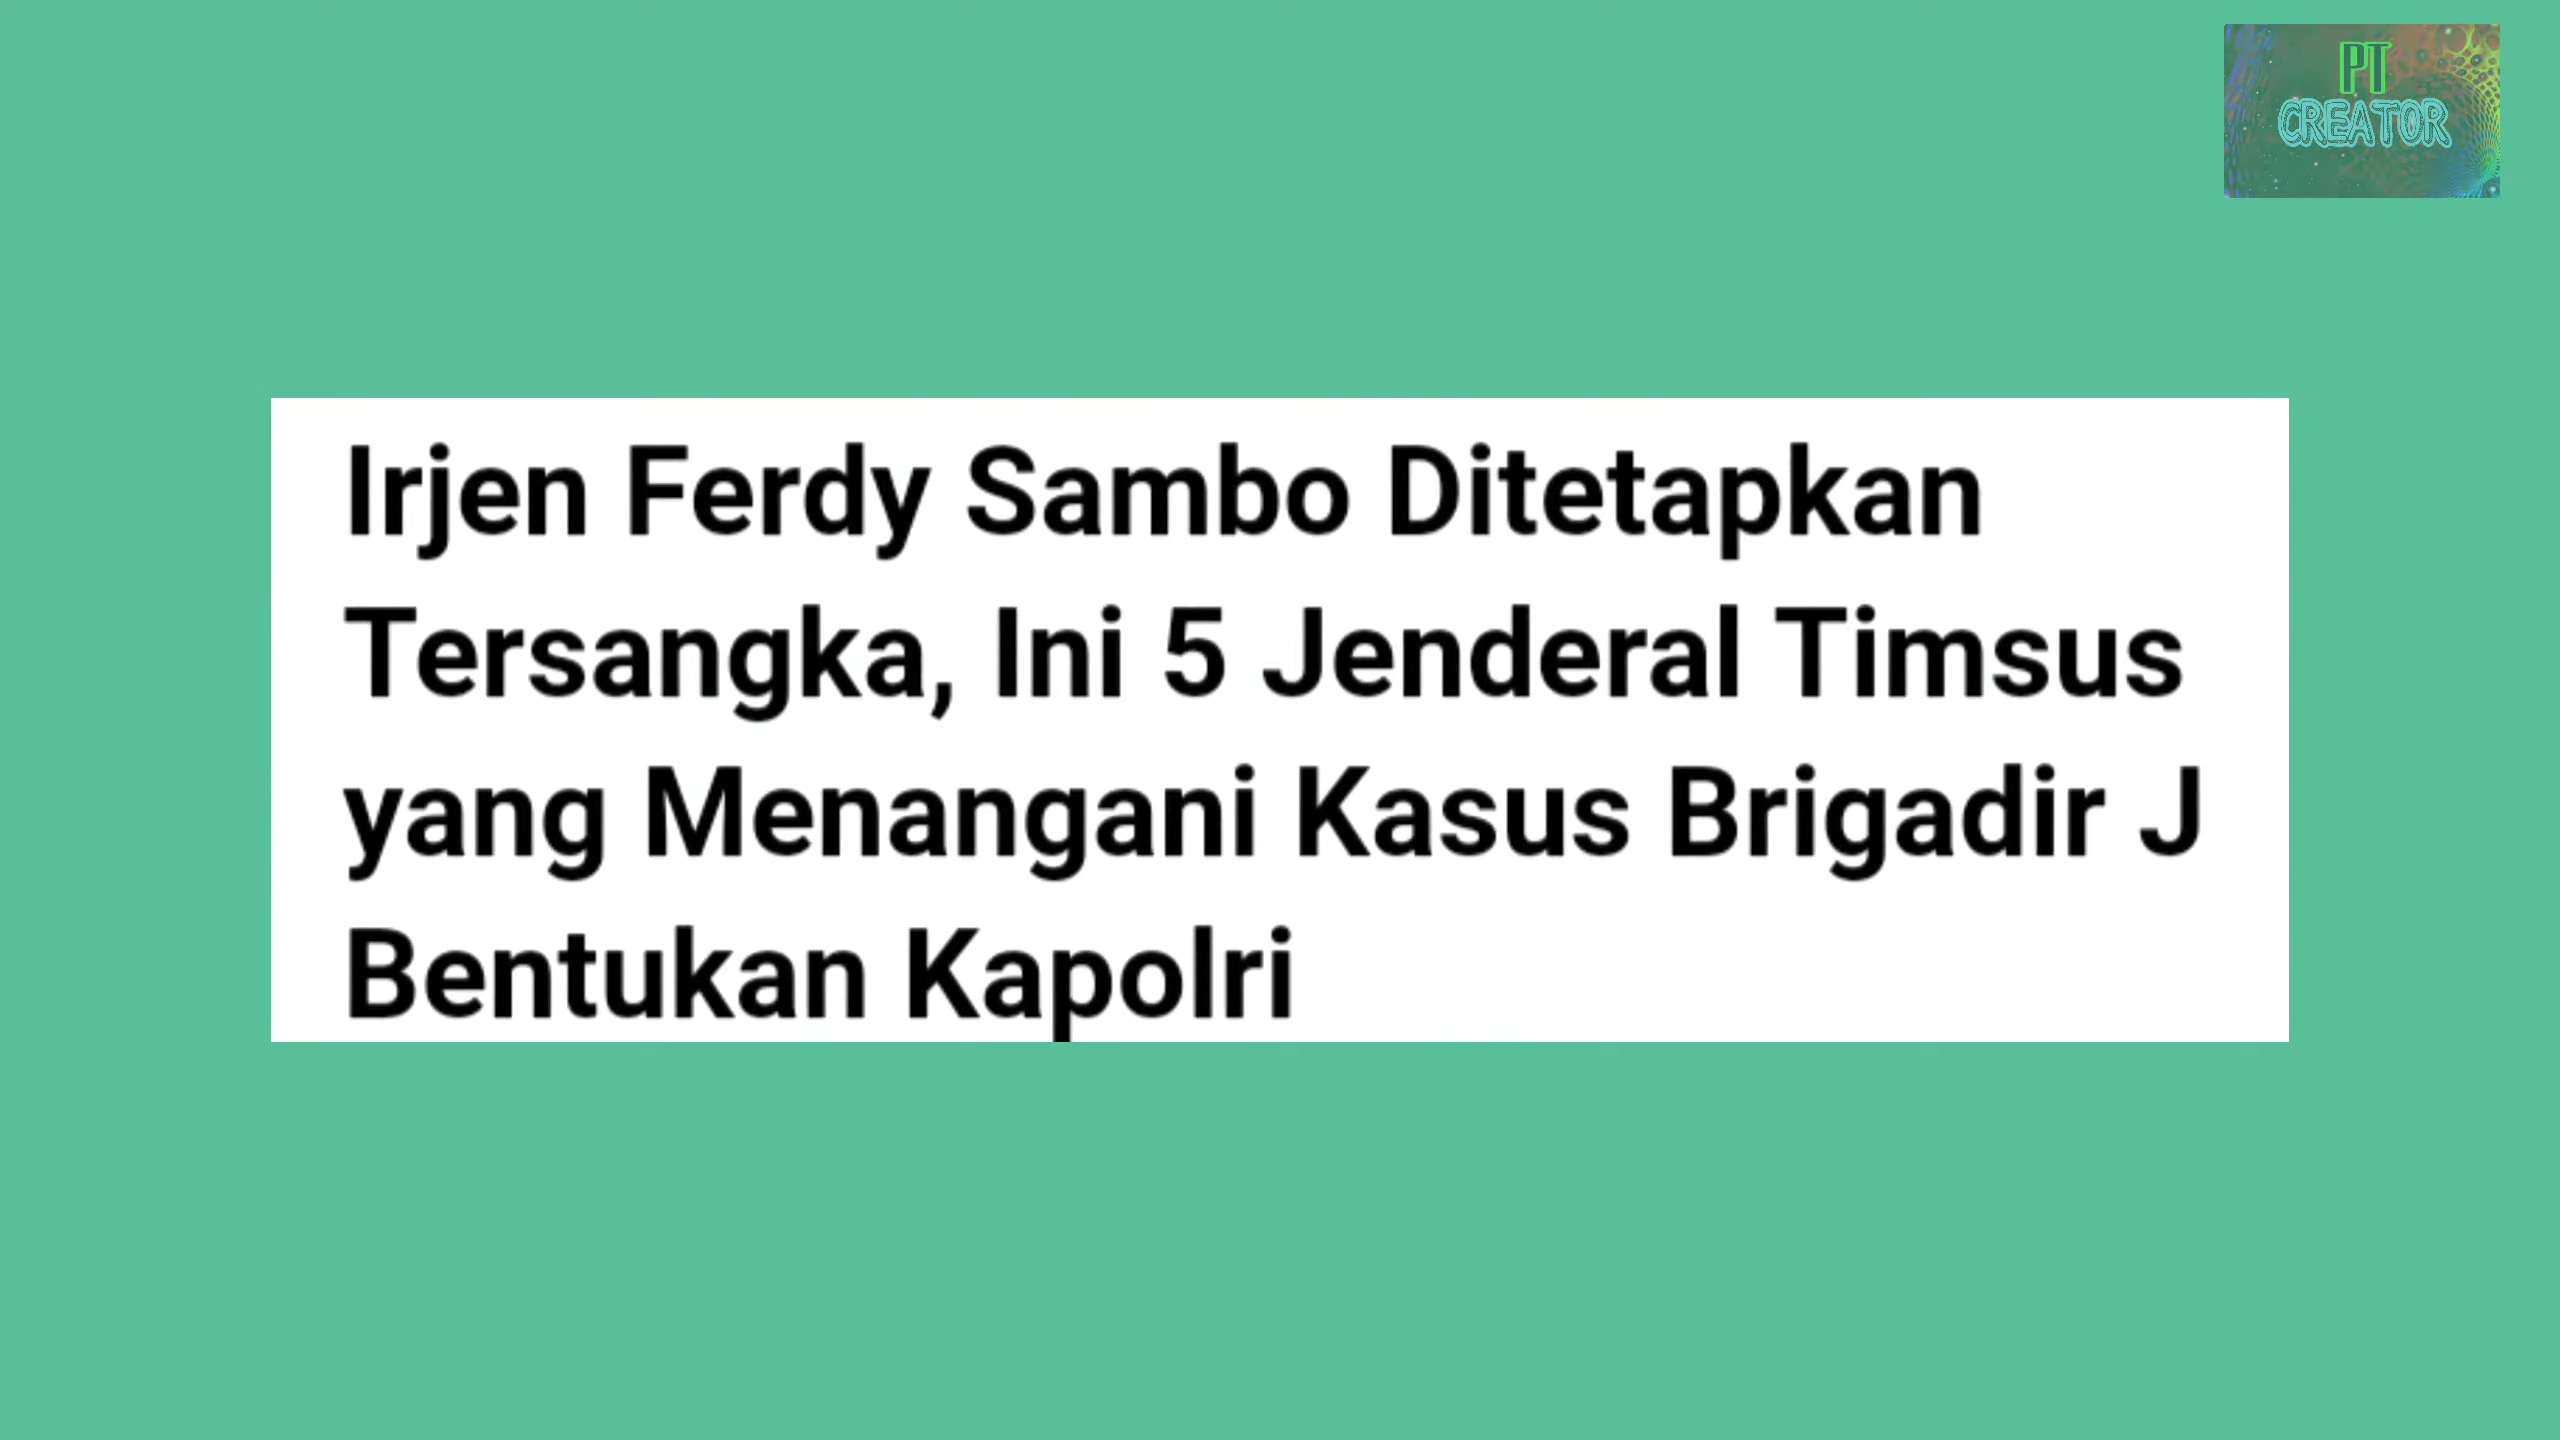 PT
CREATOR
Irjen Ferdy Sambo Ditetapkan
Tersangka, Ini 5 Jenderal Timsus
yang Menangani Kasus Brigadir J
Bentukan Kapolri